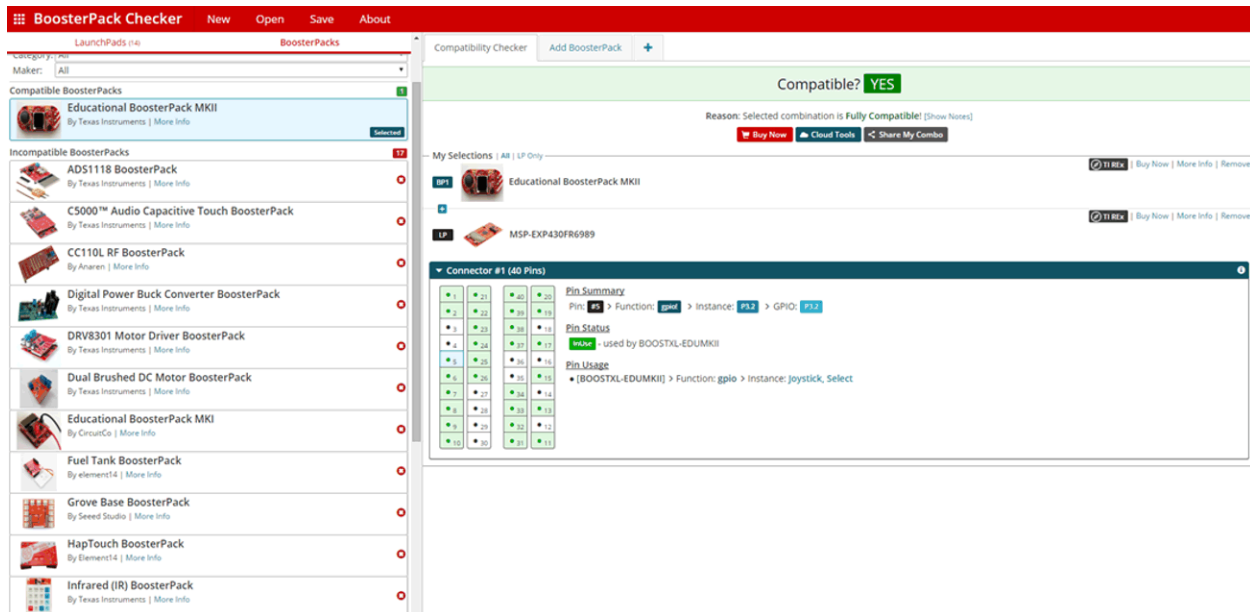 BoosterPack Checker New Open Save About
LaunchPads (14) BoosterPacks
Category: All
Maker: All
Compatible BoosterPacks 1
Educational BoosterPack MKII
By Texas Instruments | More Info
Selected
Incompatible BoosterPacks 17
ADS1118 BoosterPack
By Texas Instruments | More Info
C5000™ Audio Capacitive Touch BoosterPack
By Texas Instruments | More Info
CC110L RF BoosterPack
By Anaren | More Info
Digital Power Buck Converter BoosterPack
By Texas Instruments | More Info
DRV8301 Motor Driver BoosterPack
By Texas Instruments | More Info
Dual Brushed DC Motor BoosterPack
By Texas Instruments | More Info
Educational BoosterPack MKI
By CircuitCo | More Info
Fuel Tank BoosterPack
By element14 | More Info
Grove Base BoosterPack
By Seeed Studio | More Info
HapTouch BoosterPack
By Element14 | More Info
Infrared (IR) BoosterPack
By Texas Instruments | More Info
Compatibility Checker Add BoosterPack +
Compatible? YES
Reason: Selected combination is Fully Compatible! [Show Notes]
Buy Now Cloud Tools Share My Combo
My Selections | All | LP Only
TI REx | Buy Now | More Info | Remove
BP1 Educational BoosterPack MKII
+
TI REx | Buy Now | More Info | Remove
LP MSP-EXP430FR6989
Connector #1 (40 Pins)
1 21 40 20
2 22 39 19
3 23 38 18
4 24 37 17
5 25 36 16
6 26 35 15
7 27 34 14
8 28 33 13
9 29 32 12
10 30 31 11
Pin Summary
Pin: #5 > Function: gpiof > Instance: P3.2 > GPIO: P3.2
Pin Status
InUse - used by BOOSTXL-EDUMKII
Pin Usage
• [BOOSTXL-EDUMKII] > Function: gpio > Instance: Joystick, Select